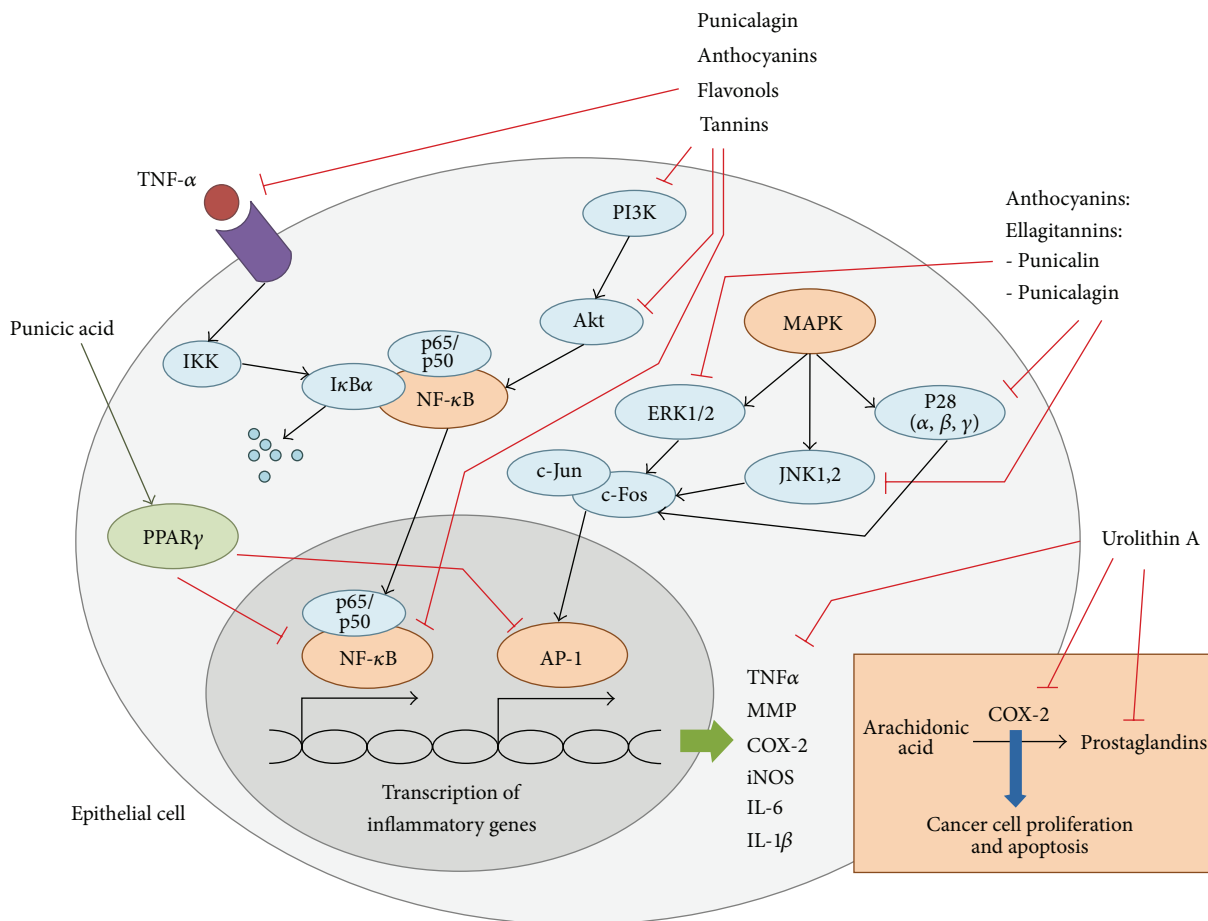 Punicalagin
Anthocyanins
Flavonols
Tannins
TNF-α
PI3K
Anthocyanins:
Ellagitannins:
- Punicalin
- Punicalagin
Punicic acid
Akt
MAPK
p65/
p50
IKK
IκBα
NF-κB
ERK1/2
P28
(α, β, γ)
c-Jun
c-Fos
JNK1,2
PPARγ
Urolithin A
p65/
p50
NF-κB
AP-1
TNFα
MMP
COX-2
iNOS
IL-6
IL-1β
Arachidonic
acid
COX-2
Prostaglandins
Cancer cell proliferation
and apoptosis
Transcription of
inflammatory genes
Epithelial cell